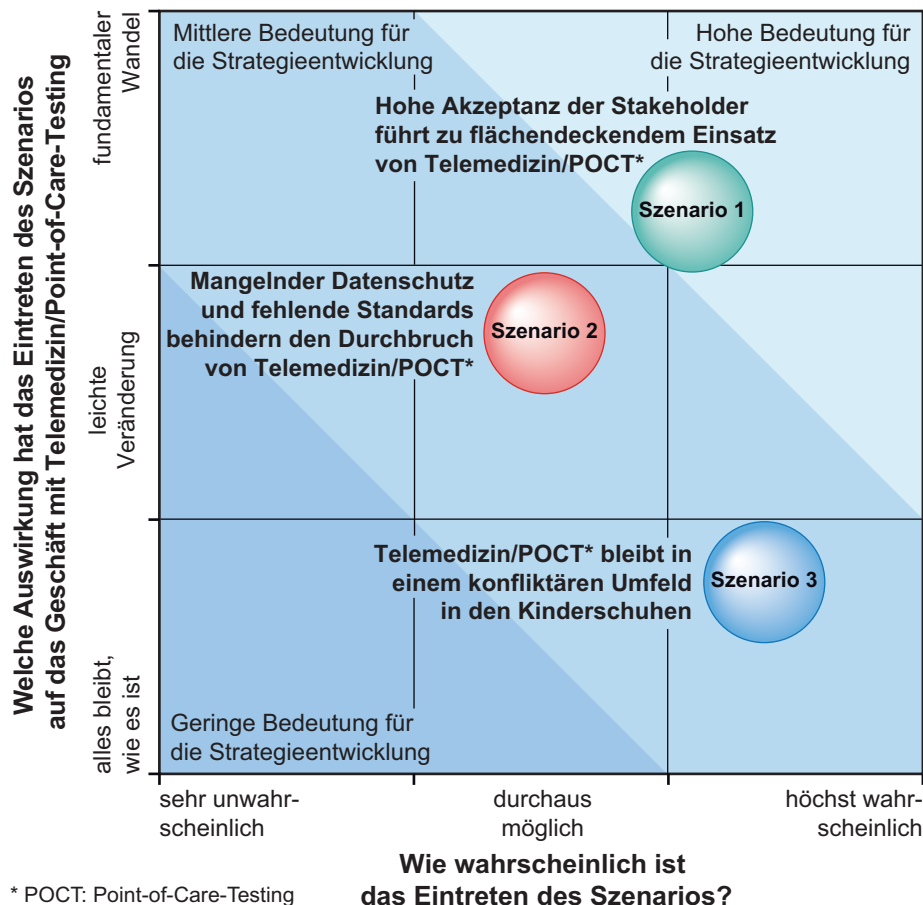 Welche Auswirkung hat das Eintreten des Szenarios
auf das Geschäft mit Telemedizin/Point-of-Care-Testing
fundamentaler
Wandel
leichte
Veränderung
alles bleibt,
wie es ist
Mittlere Bedeutung für
die Strategieentwicklung
Hohe Bedeutung für
die Strategieentwicklung
Hohe Akzeptanz der Stakeholder
führt zu flächendeckendem Einsatz
von Telemedizin/POCT*
Szenario 1
Mangelnder Datenschutz
und fehlende Standards
behindern den Durchbruch
von Telemedizin/POCT*
Szenario 2
Telemedizin/POCT* bleibt in
einem konfliktären Umfeld
in den Kinderschuhen
Szenario 3
Geringe Bedeutung für
die Strategieentwicklung
sehr unwahr-
scheinlich
durchaus
möglich
höchst wahr-
scheinlich
Wie wahrscheinlich ist
das Eintreten des Szenarios?
* POCT: Point-of-Care-Testing